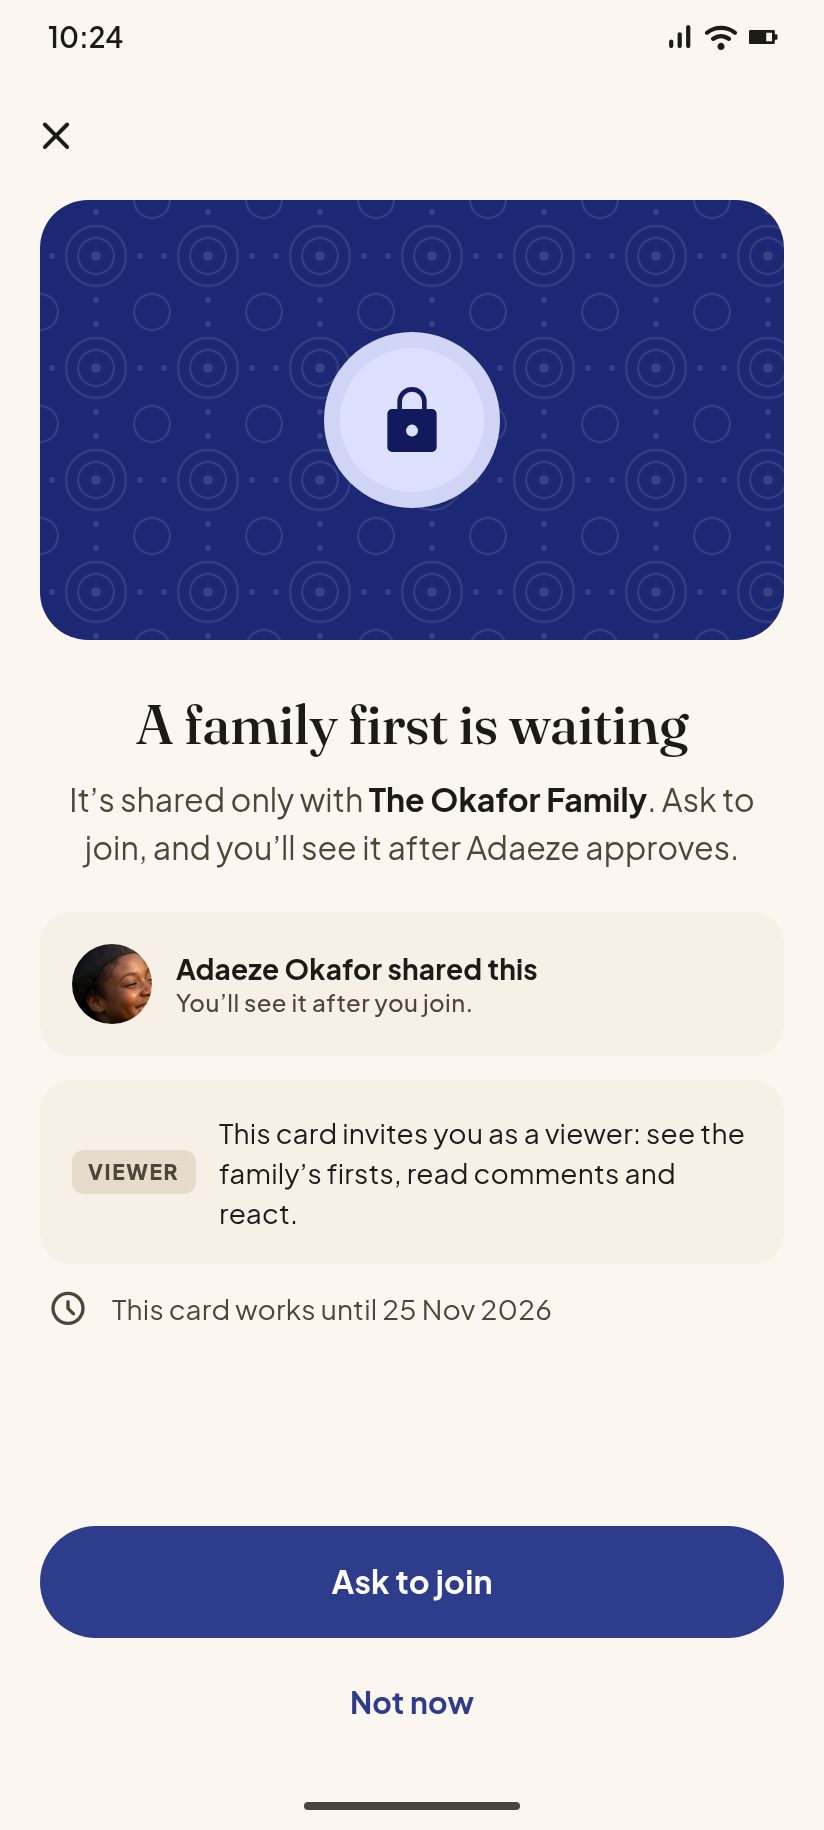 10:24
A family first is waiting
It’s shared only with The Okafor Family. Ask to
join, and you’ll see it after Adaeze approves.
Adaeze Okafor shared this
You’ll see it after you join.
VIEWER
This card invites you as a viewer: see the
family’s firsts, read comments and
react.
This card works until 25 Nov 2026
Ask to join
Not now